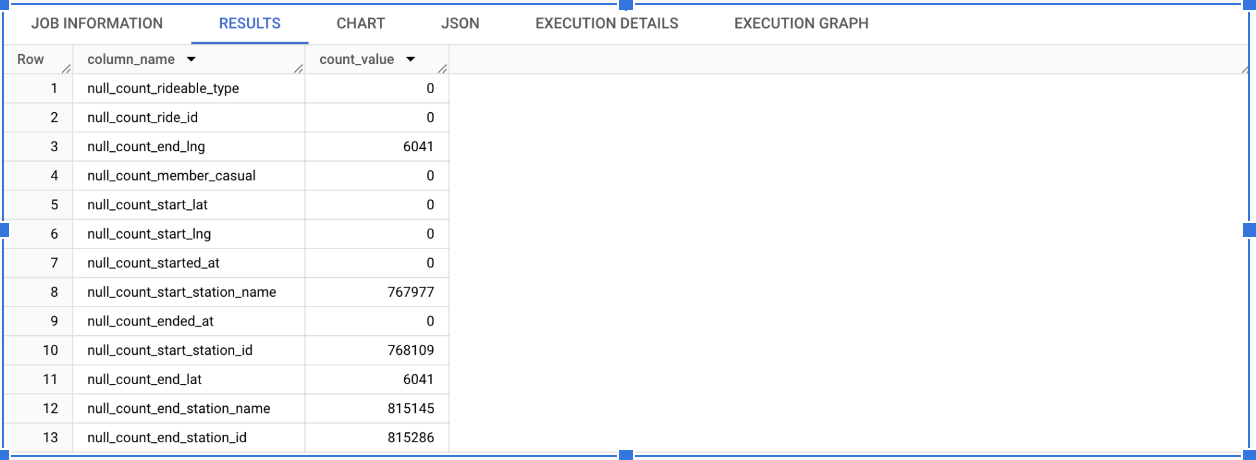 JOB INFORMATION RESULTS CHART JSON EXECUTION DETAILS EXECUTION GRAPH
Row column_name count_value
1 null_count_rideable_type 0
2 null_count_ride_id 0
3 null_count_end_lng 6041
4 null_count_member_casual 0
5 null_count_start_lat 0
6 null_count_start_lng 0
7 null_count_started_at 0
8 null_count_start_station_name 767977
9 null_count_ended_at 0
10 null_count_start_station_id 768109
11 null_count_end_lat 6041
12 null_count_end_station_name 815145
13 null_count_end_station_id 815286